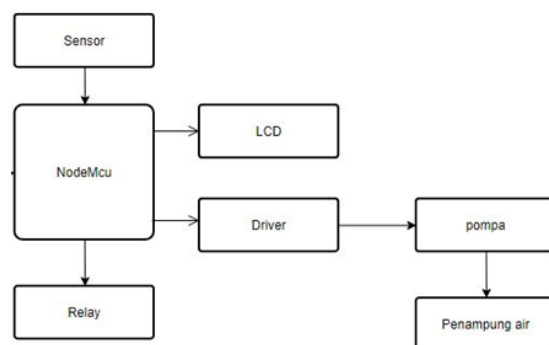 Sensor
NodeMcu
LCD
Driver
pompa
Relay
Penampung air